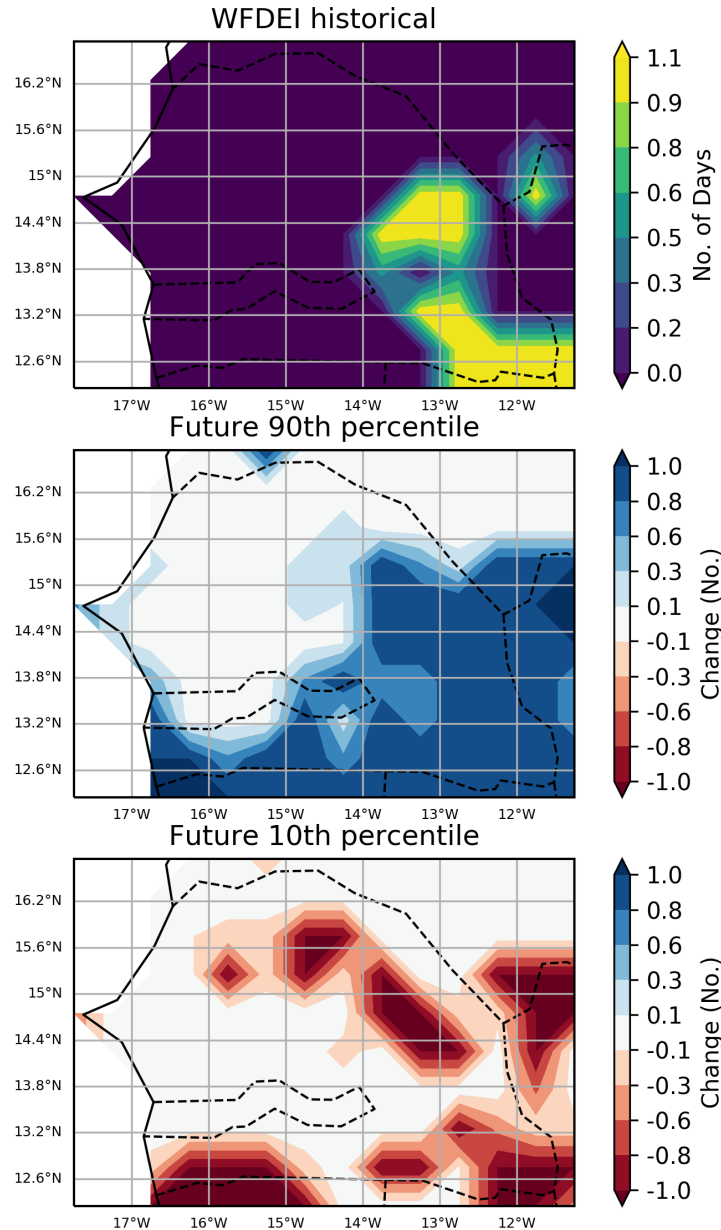 WFDEI historical
16.2°N
15.6°N
15°N
14.4°N
13.8°N
13.2°N
12.6°N
17°W 16°W 15°W 14°W 13°W 12°W
1.1
0.9
0.8
0.6
0.5
0.3
0.2
0.0
No. of Days
Future 90th percentile
16.2°N
15.6°N
15°N
14.4°N
13.8°N
13.2°N
12.6°N
17°W 16°W 15°W 14°W 13°W 12°W
1.0
0.8
0.6
0.3
0.1
-0.1
-0.3
-0.6
-0.8
-1.0
Change (No.)
Future 10th percentile
16.2°N
15.6°N
15°N
14.4°N
13.8°N
13.2°N
12.6°N
17°W 16°W 15°W 14°W 13°W 12°W
1.0
0.8
0.6
0.3
0.1
-0.1
-0.3
-0.6
-0.8
-1.0
Change (No.)